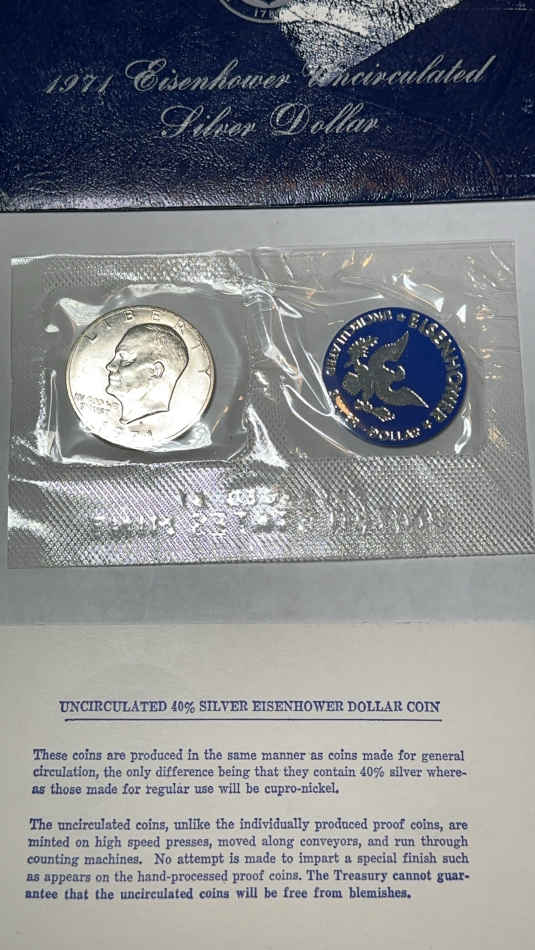 1971 Eisenhower Uncirculated
Silver Dollar
LIBERTY
IN GOD WE
TRUST
UNCIRCULATED ★ EISENHOWER
DOLLAR
UNCIRCULATED 40% SILVER EISENHOWER DOLLAR COIN
These coins are produced in the same manner as coins made for general
circulation, the only difference being that they contain 40% silver where-
as those made for regular use will be cupro-nickel.
The uncirculated coins, unlike the individually produced proof coins, are
minted on high speed presses, moved along conveyors, and run through
counting machines. No attempt is made to impart a special finish such
as appears on the hand-processed proof coins. The Treasury cannot guar-
antee that the uncirculated coins will be free from blemishes.